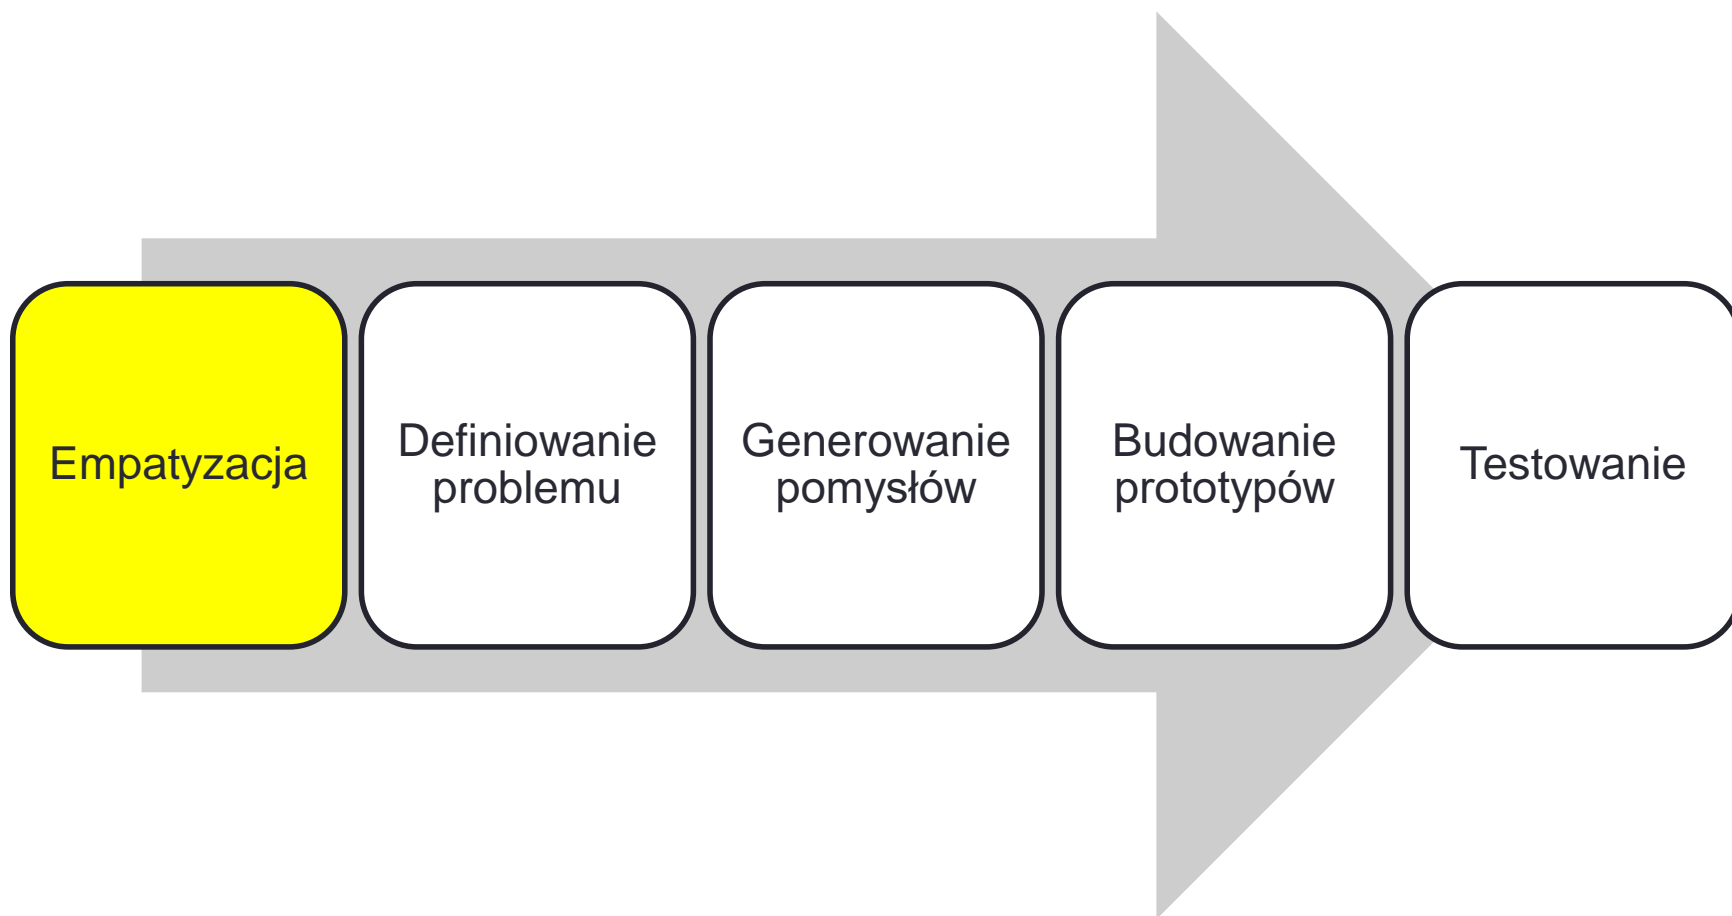 Empatyzacja
Definiowanie
problemu
Generowanie
pomysłów
Budowanie
prototypów
Testowanie